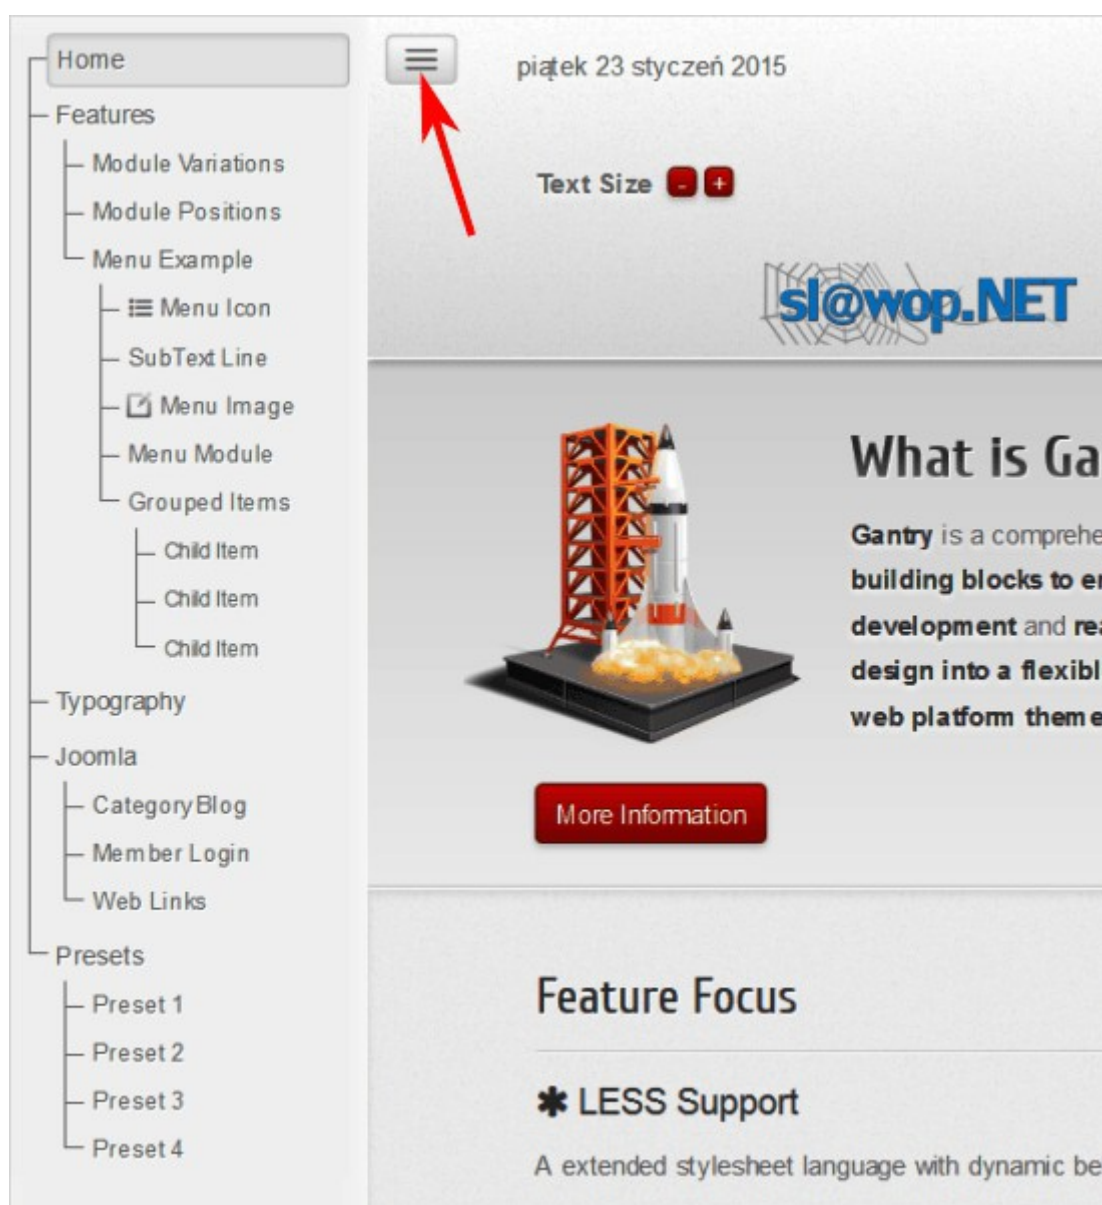 Home
Features
Module Variations
Module Positions
Menu Example
Menu Icon
SubText Line
Menu Image
Menu Module
Grouped Items
Child Item
Child Item
Child Item
Typography
Joomla
Category Blog
Member Login
Web Links
Presets
Preset 1
Preset 2
Preset 3
Preset 4
piątek 23 styczeń 2015
Text Size - +
sl@wop.NET
What is Ga
Gantry is a comprehe
building blocks to en
development and rea
design into a flexibl
web platform theme
More Information
Feature Focus
✱ LESS Support
A extended stylesheet language with dynamic be